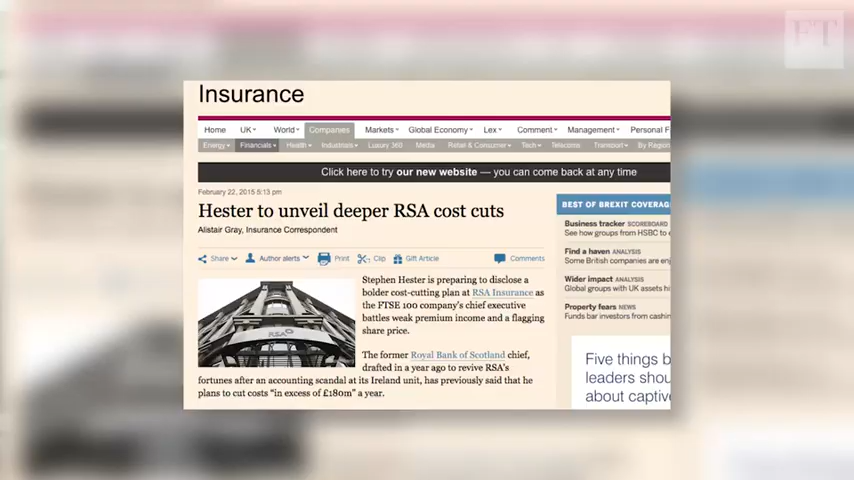 FT
Insurance
Home UK World Companies Markets Global Economy Lex Comment Management Personal F
Energy Financials Health Industrials Luxury 360 Media Retail & Consumer Tech Telecoms Transport By Region
Click here to try our new website — you can come back at any time
February 22, 2015 5:13 pm
Hester to unveil deeper RSA cost cuts
Alistair Gray, Insurance Correspondent
Share Author alerts Print Clip Gift Article Comments
RSA
Stephen Hester is preparing to disclose a
bolder cost-cutting plan at RSA Insurance as
the FTSE 100 company's chief executive
battles weak premium income and a flagging
share price.
The former Royal Bank of Scotland chief,
drafted in a year ago to revive RSA's
fortunes after an accounting scandal at its Ireland unit, has previously said that he
plans to cut costs "in excess of £180m" a year.
BEST OF BREXIT COVERAG
Business tracker SCOREBOARD
See how groups from HSBC to
Find a haven ANALYSIS
Some British companies are
Wider impact ANALYSIS
Global groups with UK assets
Property fears NEWS
Funds bar investors from cashin
Five things b
leaders shou
about captiv